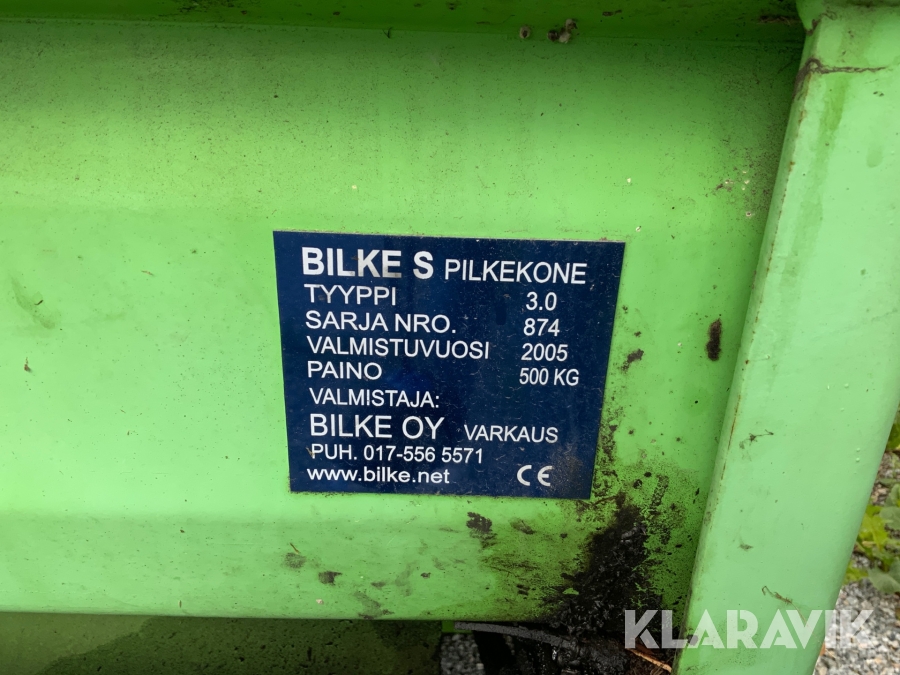 BILKE S PILKEKONE
TYYPPI 3.0
SARJA NRO. 874
VALMISTUVUOSI 2005
PAINO 500 KG
VALMISTAJA:
BILKE OY VARKAUS
PUH. 017-556 5571
www.bilke.net CE
KLARAVIK